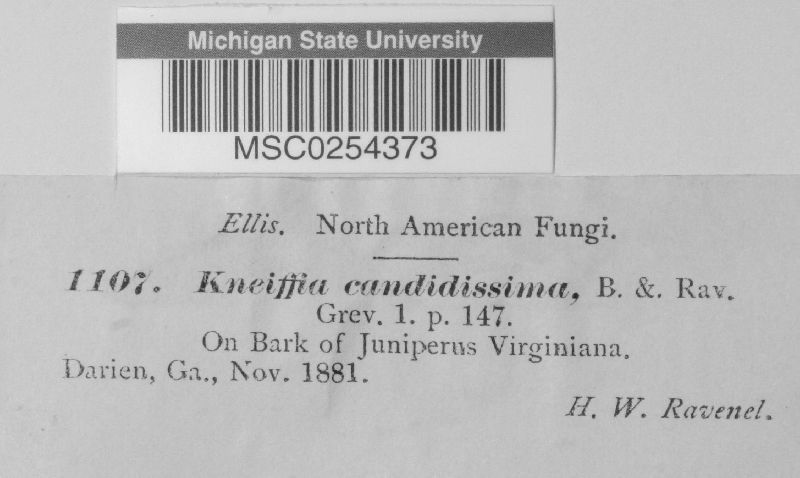 Michigan State University
MSC0254373
Ellis. North American Fungi.
1107. Kneiffia candidissima, B. &. Rav.
Grev. 1. p. 147.
On Bark of Juniperus Virginiana.
Darien, Ga., Nov. 1881.
H. W. Ravenel.